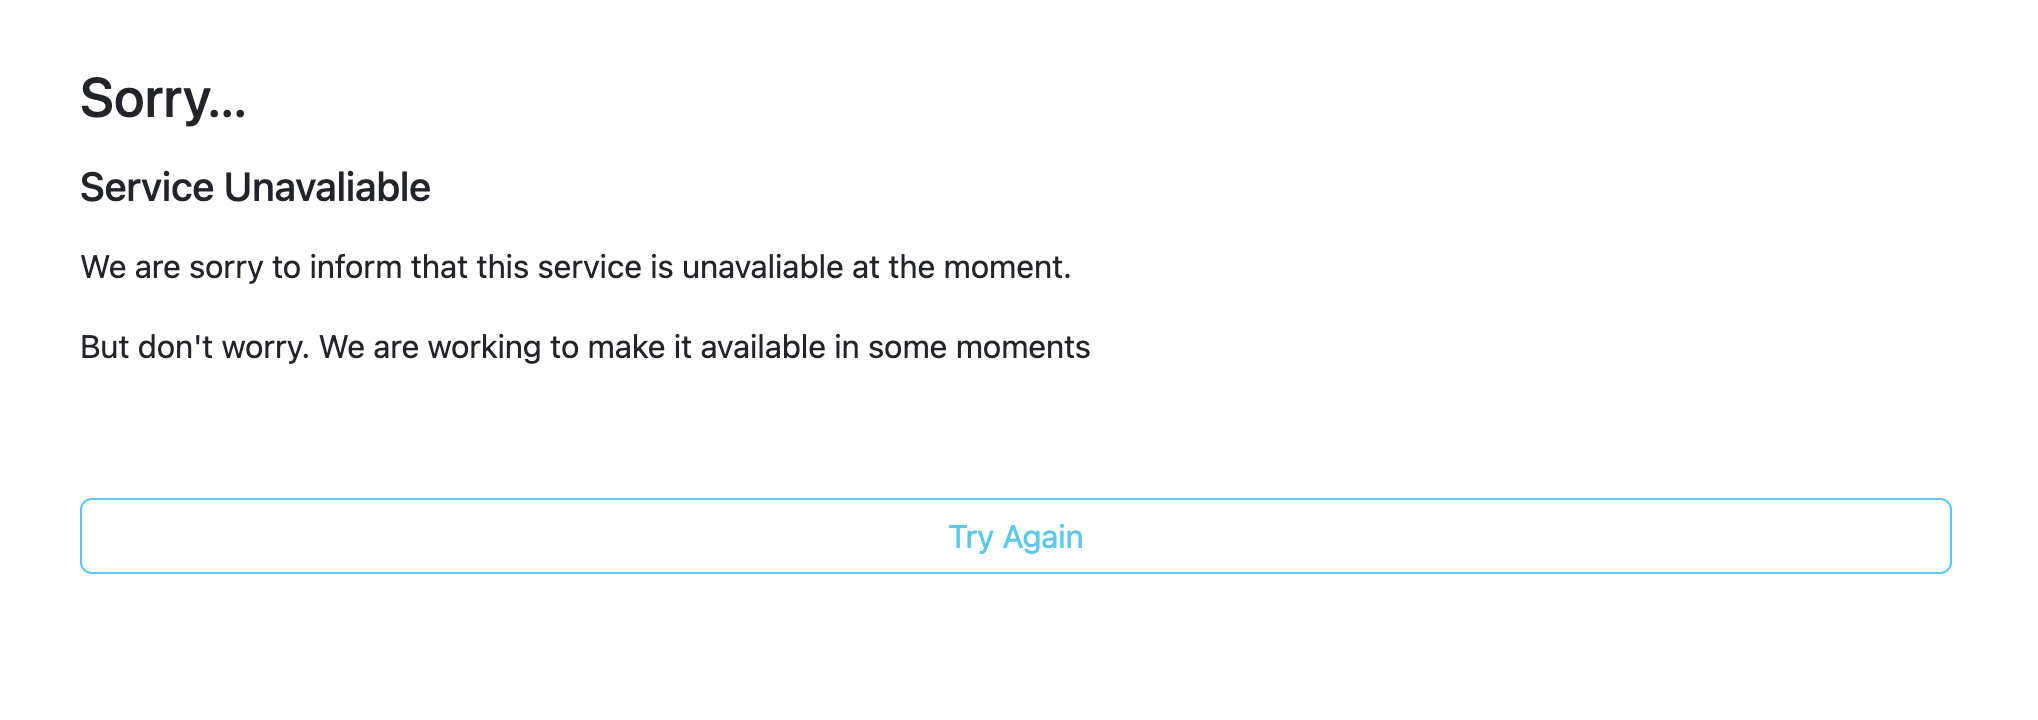 Sorry...
Service Unavaliable
We are sorry to inform that this service is unavaliable at the moment.
But don't worry. We are working to make it available in some moments
Try Again